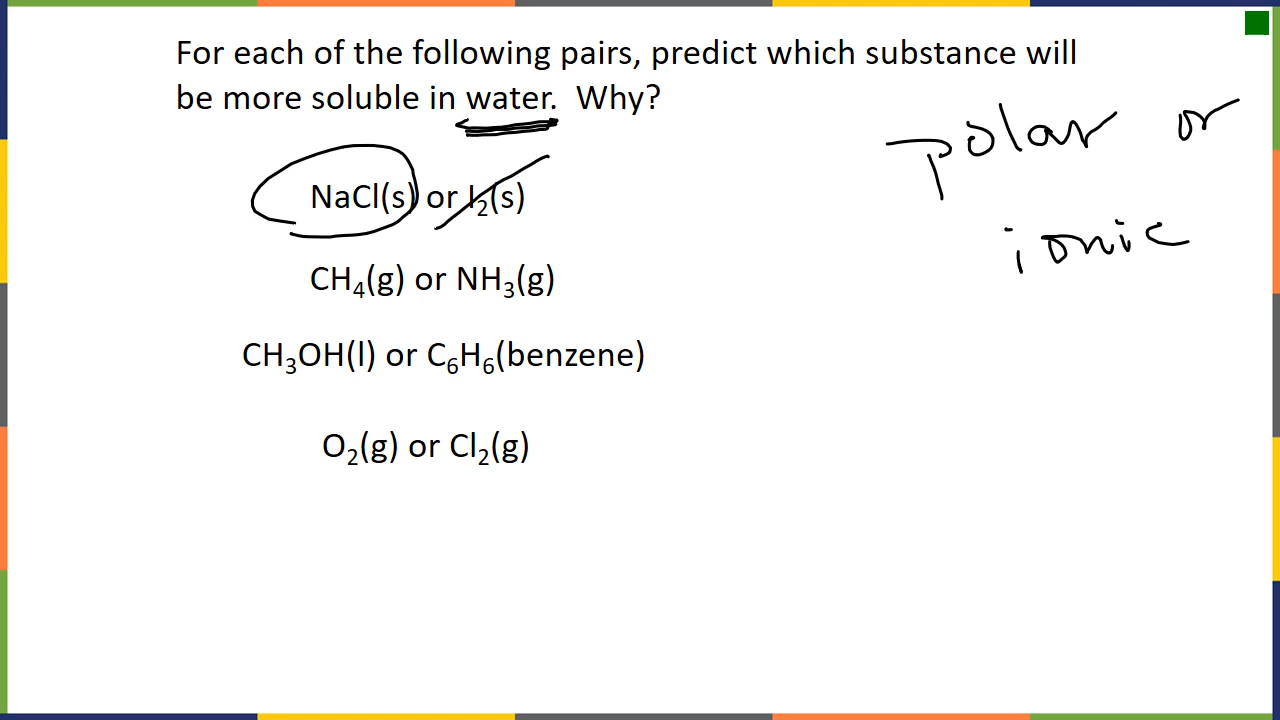 For each of the following pairs, predict which substance will
be more soluble in water. Why?
polar or
NaCl(s) or I₂(s)
ionic
CH₄(g) or NH₃(g)
CH₃OH(l) or C₆H₆(benzene)
O₂(g) or Cl₂(g)